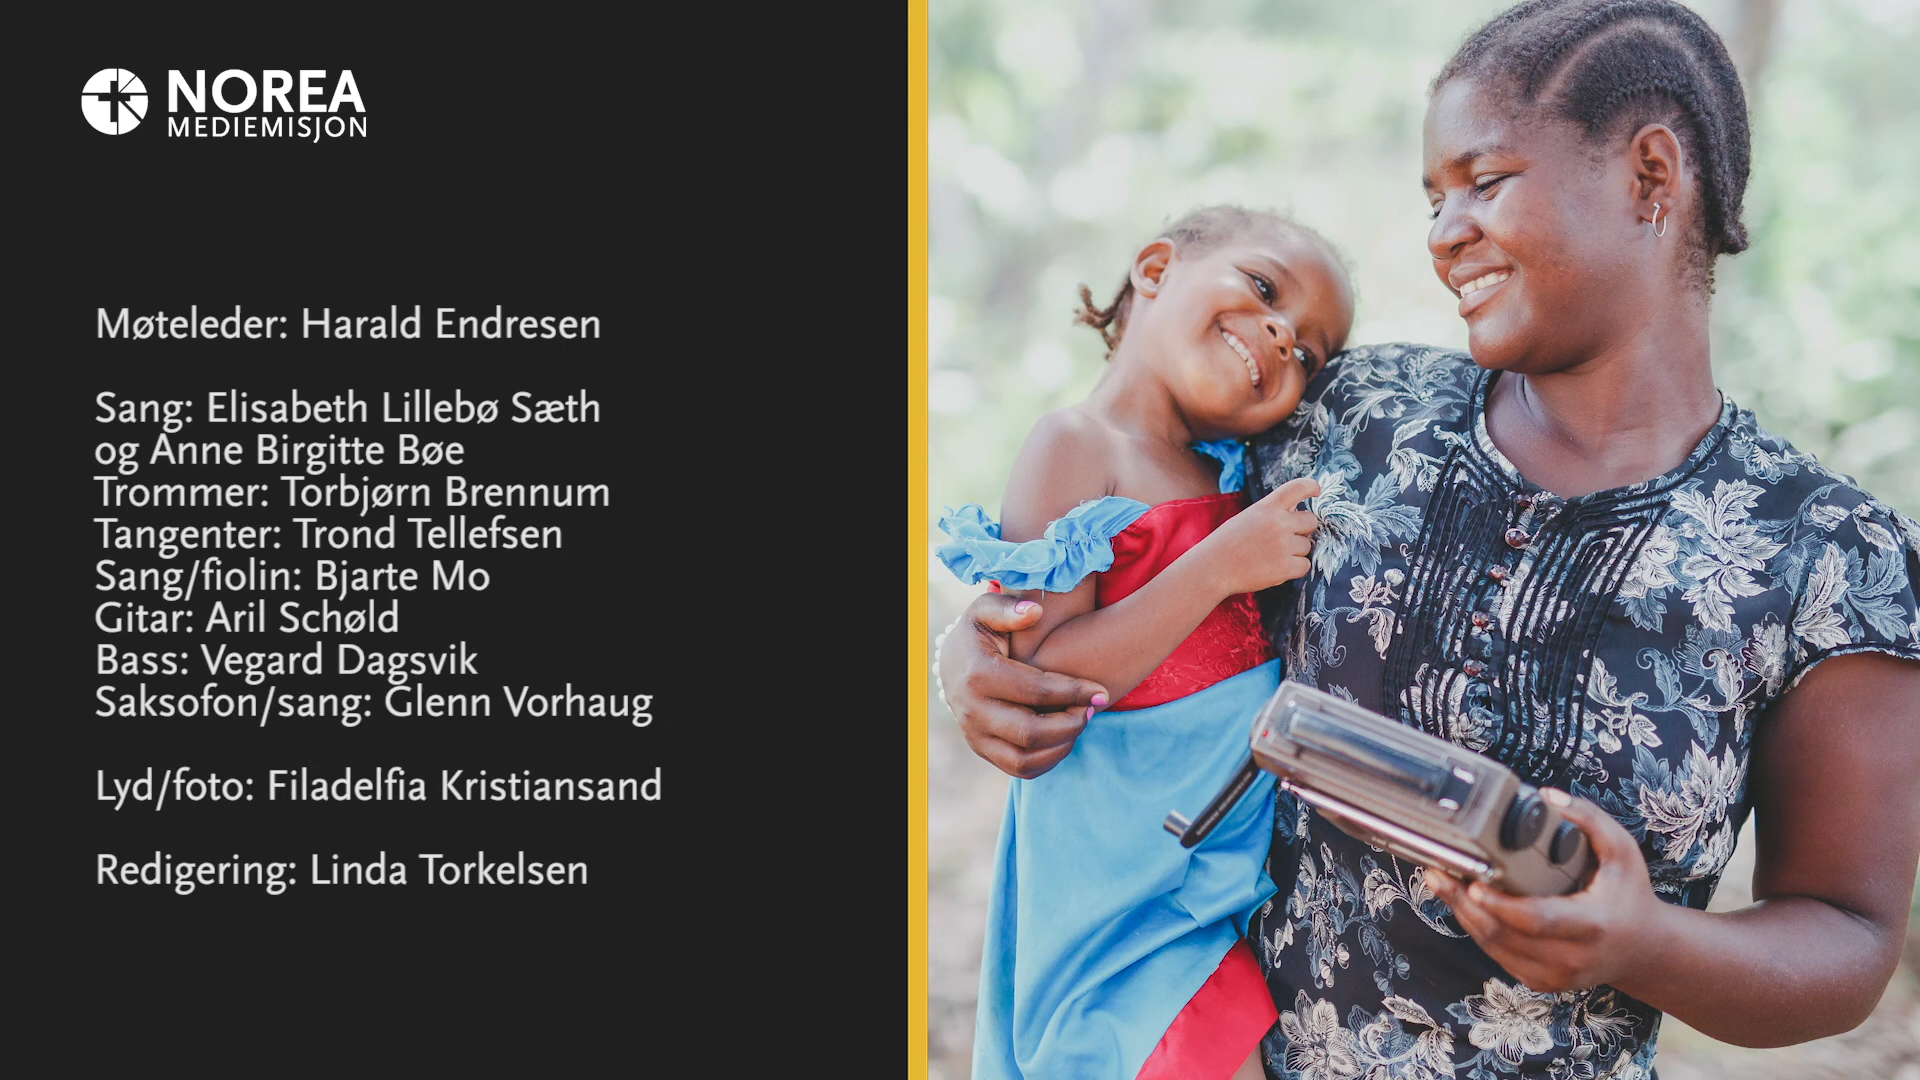 NOREA
MEDIEMISJON
Møteleder: Harald Endresen
Sang: Elisabeth Lillebø Sæth
og Anne Birgitte Bøe
Trommer: Torbjørn Brennum
Tangenter: Trond Tellefsen
Sang/fiolin: Bjarte Mo
Gitar: Aril Schøld
Bass: Vegard Dagsvik
Saksofon/sang: Glenn Vorhaug
Lyd/foto: Filadelfia Kristiansand
Redigering: Linda Torkelsen